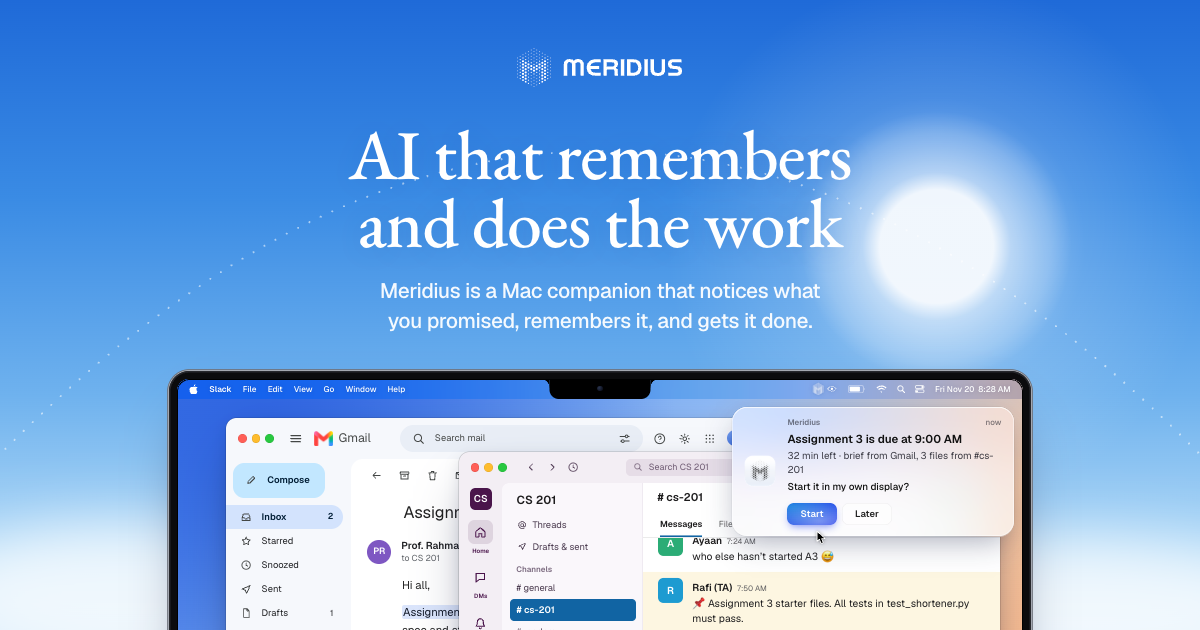 MERIDIUS
AI that remembers
and does the work
Meridius is a Mac companion that notices what
you promised, remembers it, and gets it done.
Slack File Edit View Go Window Help
Fri Nov 20 8:28 AM
Gmail
Search mail
Compose
Inbox 2
Starred
Snoozed
Sent
Drafts 1
Assignm
PR
Prof. Rahma
to CS 201
Hi all,
Assignmen
Search CS 201
CS
Home
DMs
CS 201
Threads
Drafts & sent
Channels
# general
# cs-201
# cs-201
Messages File
A
Ayaan 7:24 AM
who else hasn't started A3 😅
R
Rafi (TA) 7:50 AM
📌 Assignment 3 starter files. All tests in test_shortener.py
must pass.
Meridius now
Assignment 3 is due at 9:00 AM
32 min left · brief from Gmail, 3 files from #cs-
201
Start it in my own display?
Start Later